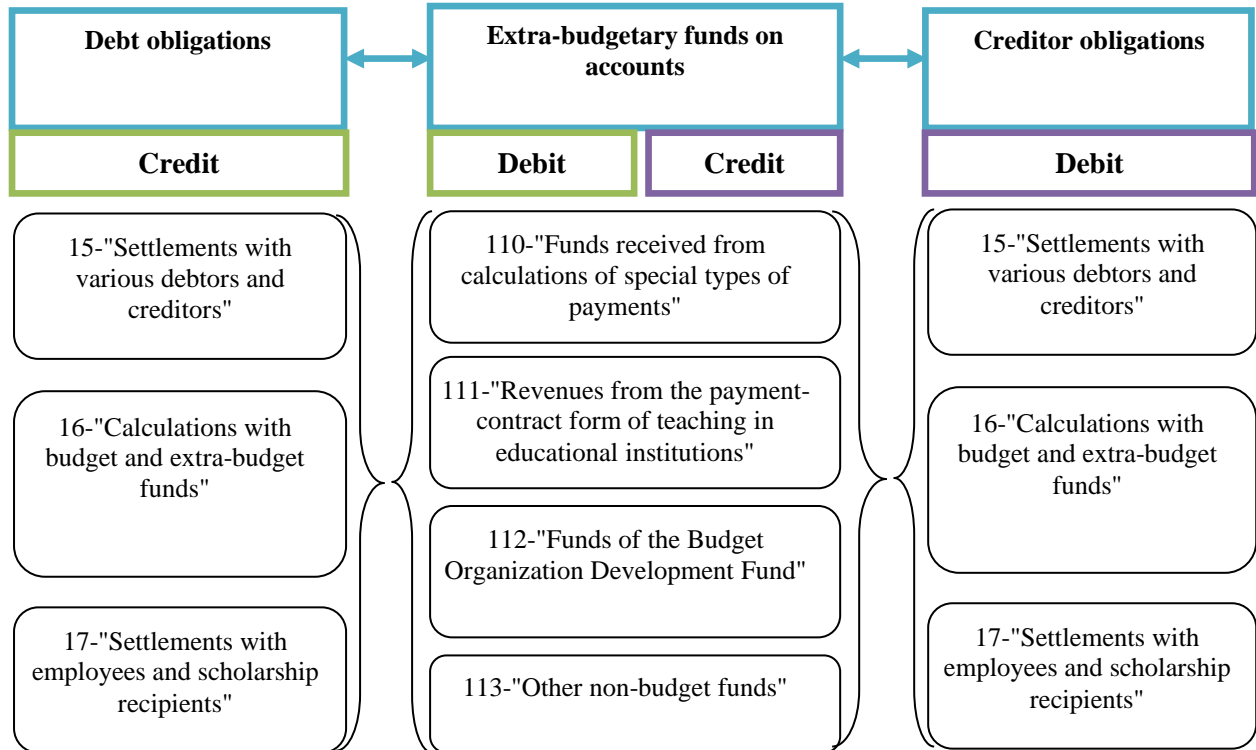 Debt obligations
Extra-budgetary funds on
accounts
Creditor obligations
Credit
Debit
Credit
Debit
15-"Settlements with
various debtors and
creditors"
16-"Calculations with
budget and extra-budget
funds"
17-"Settlements with
employees and scholarship
recipients"
110-"Funds received from
calculations of special types of
payments"
111-"Revenues from the payment-
contract form of teaching in
educational institutions"
112-"Funds of the Budget
Organization Development Fund"
113-"Other non-budget funds"
15-"Settlements with
various debtors and
creditors"
16-"Calculations with
budget and extra-budget
funds"
17-"Settlements with
employees and scholarship
recipients"